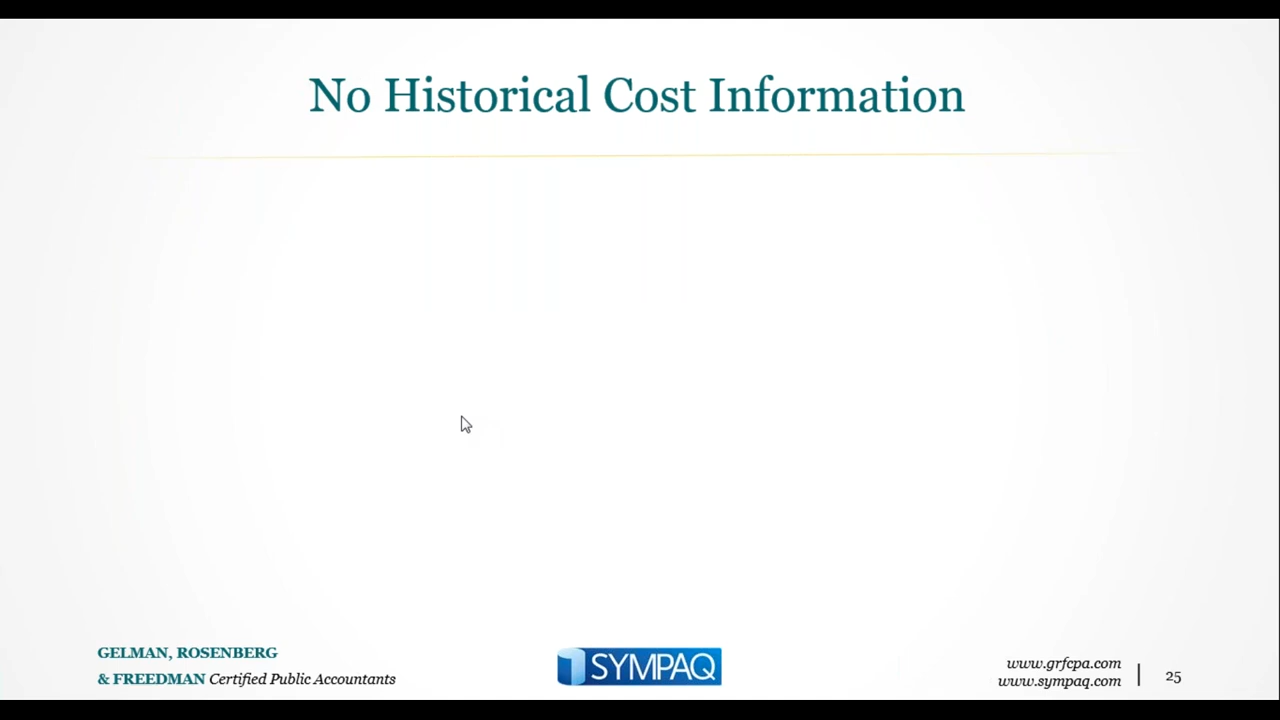 No Historical Cost Information
GELMAN, ROSENBERG
& FREEDMAN Certified Public Accountants
SYMPAQ
www.grfcpa.com
www.sympaq.com
25